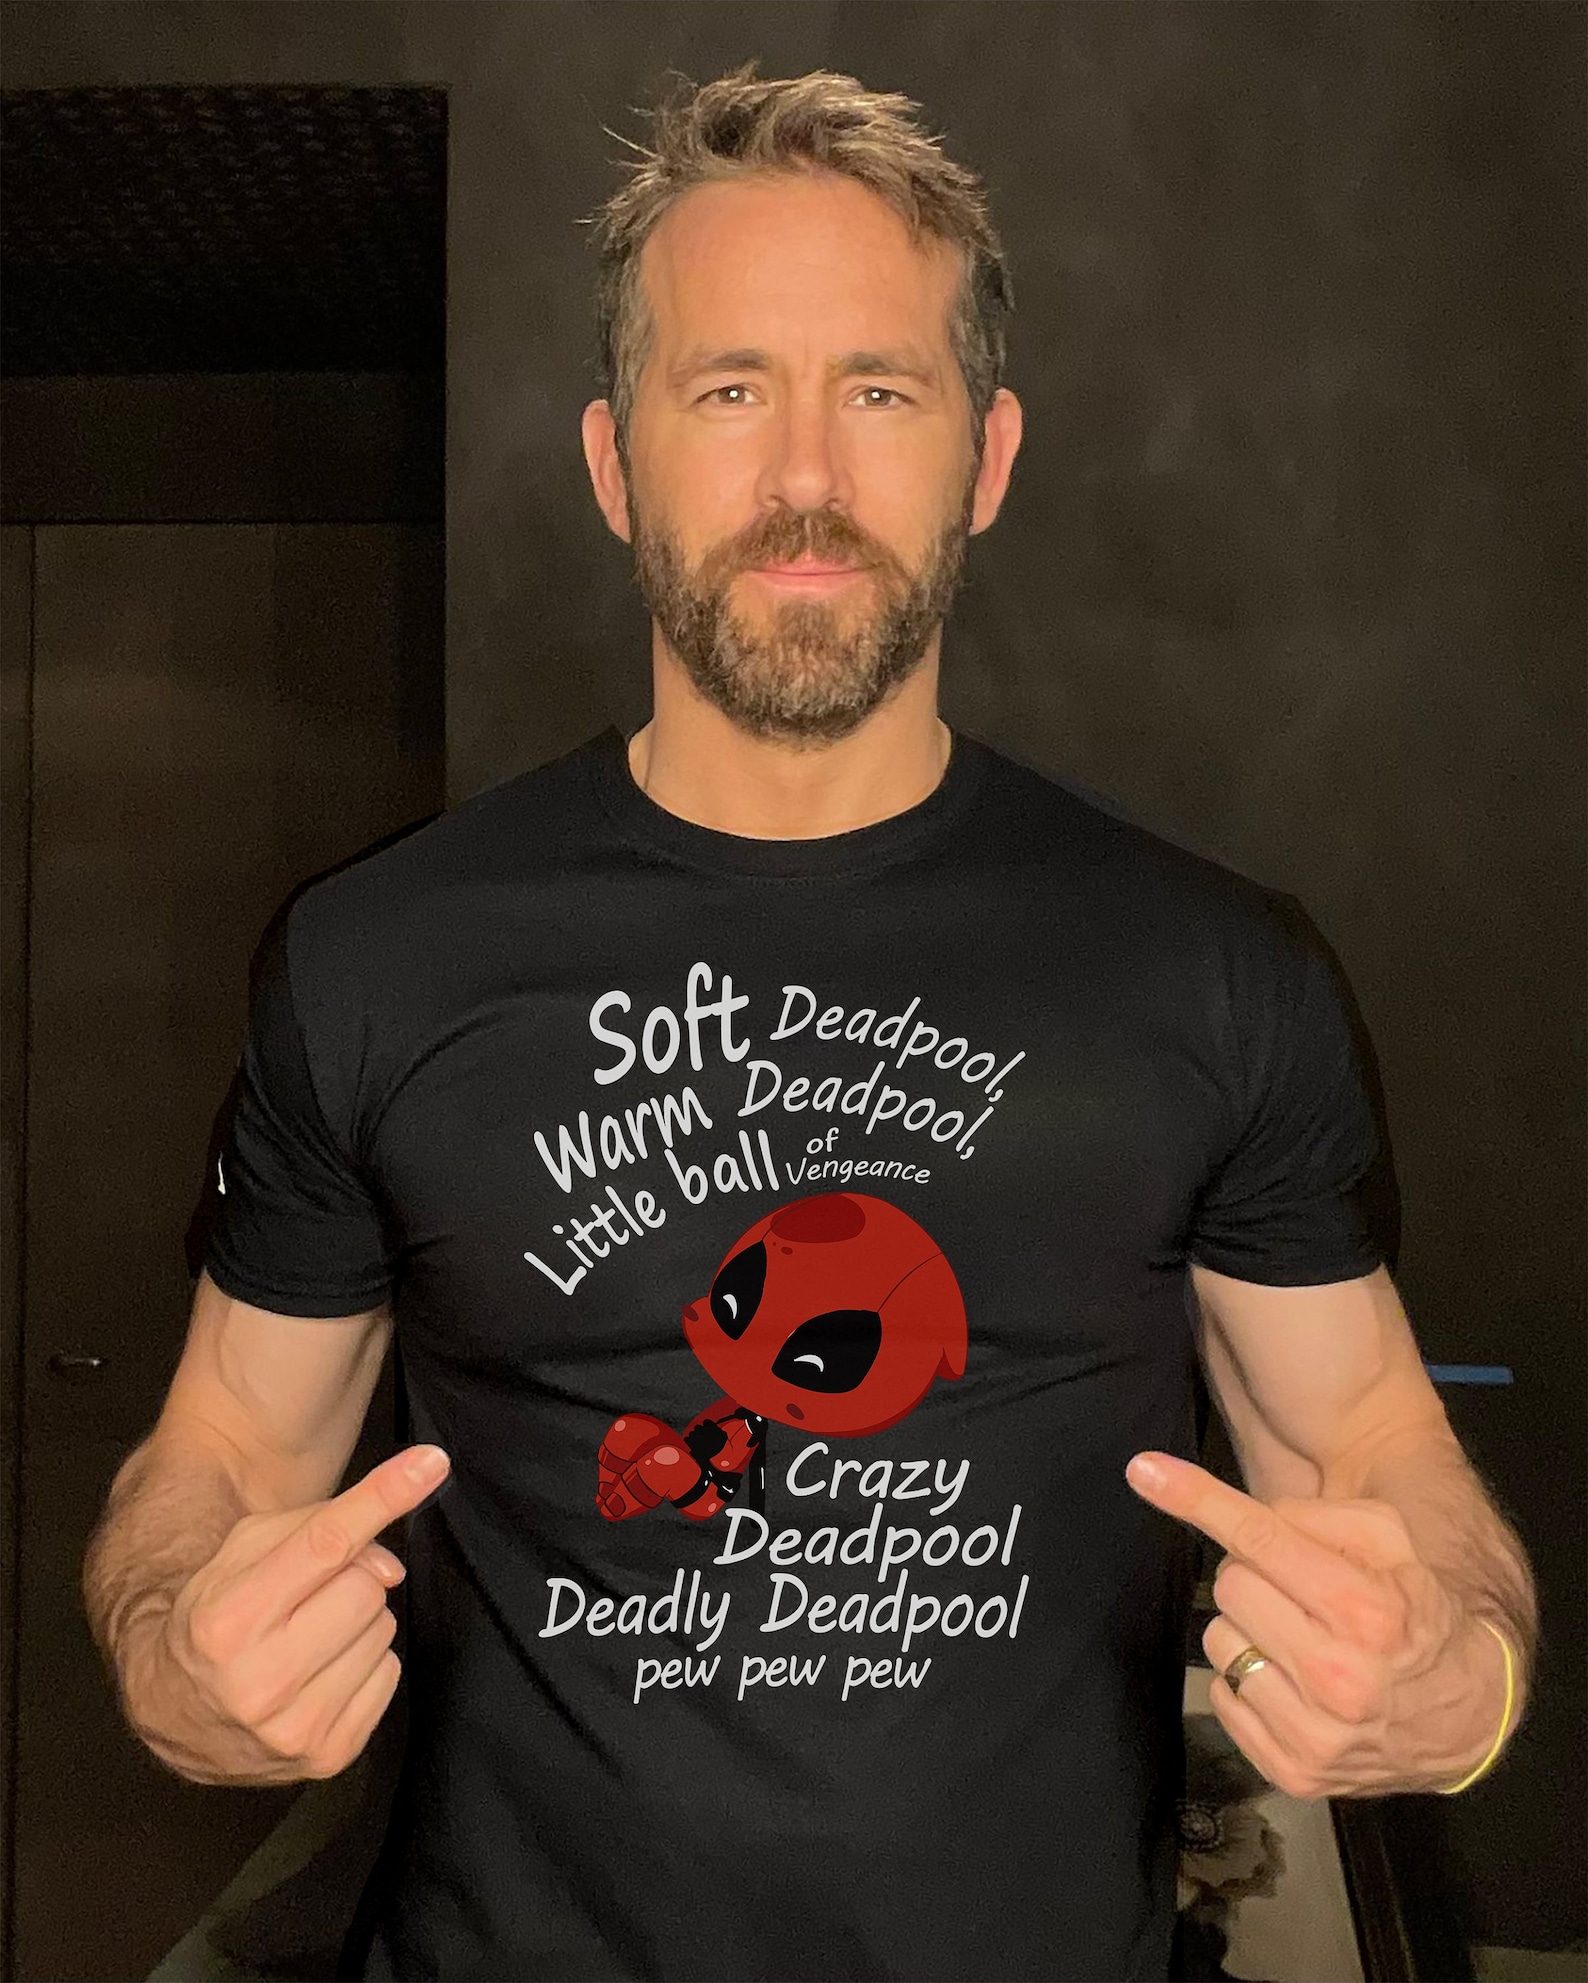 Soft Deadpool,
Warm Deadpool,
Little ball of Vengeance
Crazy
Deadpool
Deadly Deadpool
pew pew pew